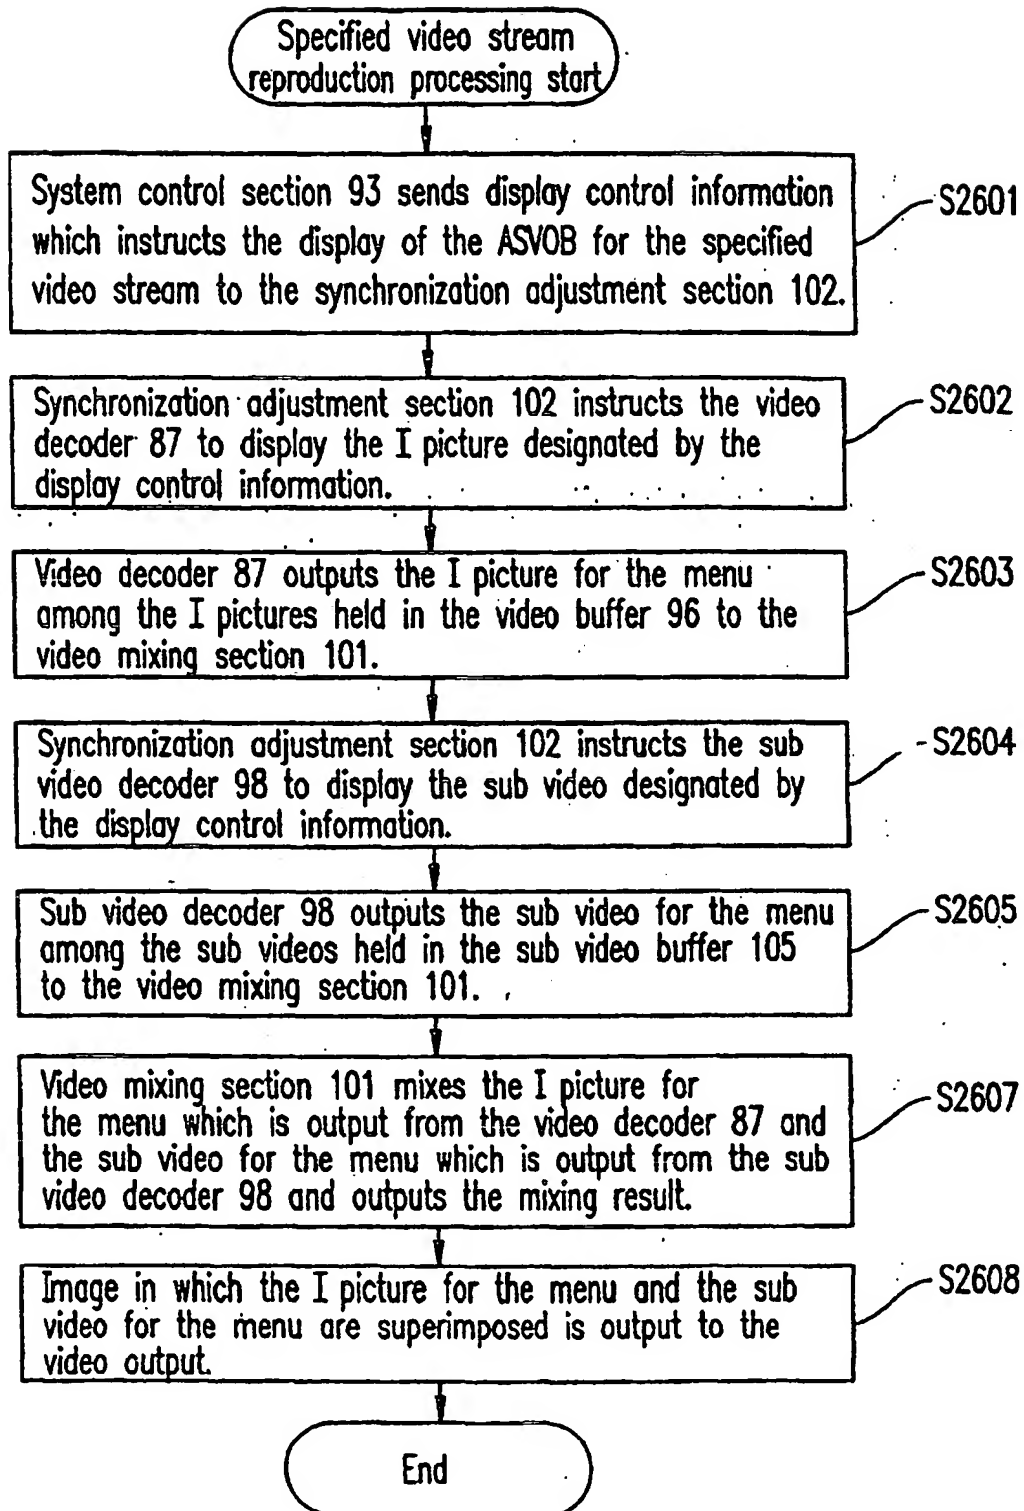 Specified video stream
reproduction processing start
System control section 93 sends display control information
which instructs the display of the ASVOB for the specified
video stream to the synchronization adjustment section 102.
S2601
Synchronization adjustment section 102 instructs the video
decoder 87 to display the I picture designated by the
display control information.
S2602
Video decoder 87 outputs the I picture for the menu
among the I pictures held in the video buffer 96 to the
video mixing section 101.
S2603
Synchronization adjustment section 102 instructs the sub
video decoder 98 to display the sub video designated by
the display control information.
S2604
Sub video decoder 98 outputs the sub video for the menu
among the sub videos held in the sub video buffer 105
to the video mixing section 101.
S2605
Video mixing section 101 mixes the I picture for
the menu which is output from the video decoder 87 and
the sub video for the menu which is output from the sub
video decoder 98 and outputs the mixing result.
S2607
Image in which the I picture for the menu and the sub
video for the menu are superimposed is output to the
video output.
S2608
End